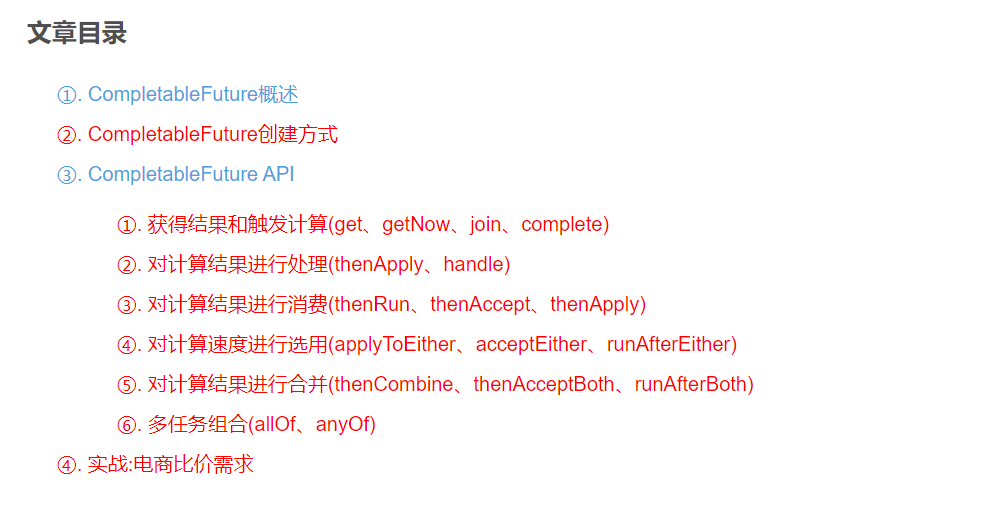 文章目录
①. CompletableFuture概述
②. CompletableFuture创建方式
③. CompletableFuture API
①. 获得结果和触发计算(get、getNow、join、complete)
②. 对计算结果进行处理(thenApply、handle)
③. 对计算结果进行消费(thenRun、thenAccept、thenApply)
④. 对计算速度进行选用(applyToEither、acceptEither、runAfterEither)
⑤. 对计算结果进行合并(thenCombine、thenAcceptBoth、runAfterBoth)
⑥. 多任务组合(allOf、anyOf)
④. 实战:电商比价需求